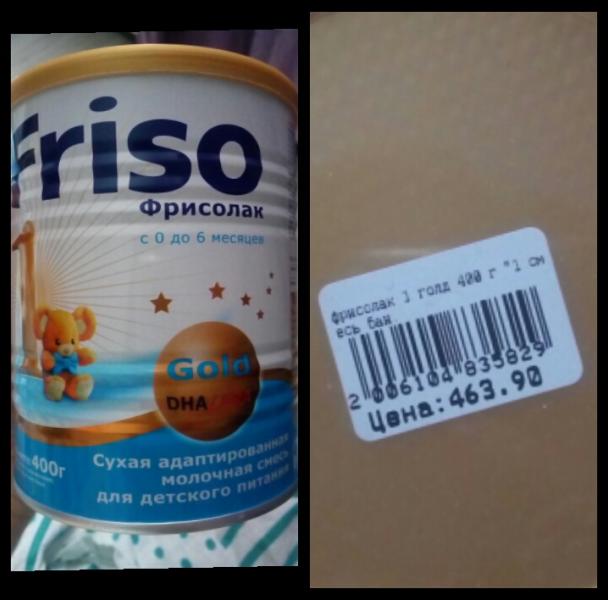 Friso
Фрисолак
с 0 до 6 месяцев
1
Gold
DHA
400г
Сухая адаптированная
молочная смесь
для детского питания
фрисолак 1 голд 400 г *1 см
есь бан
2 006104 835829
Цена:463.90